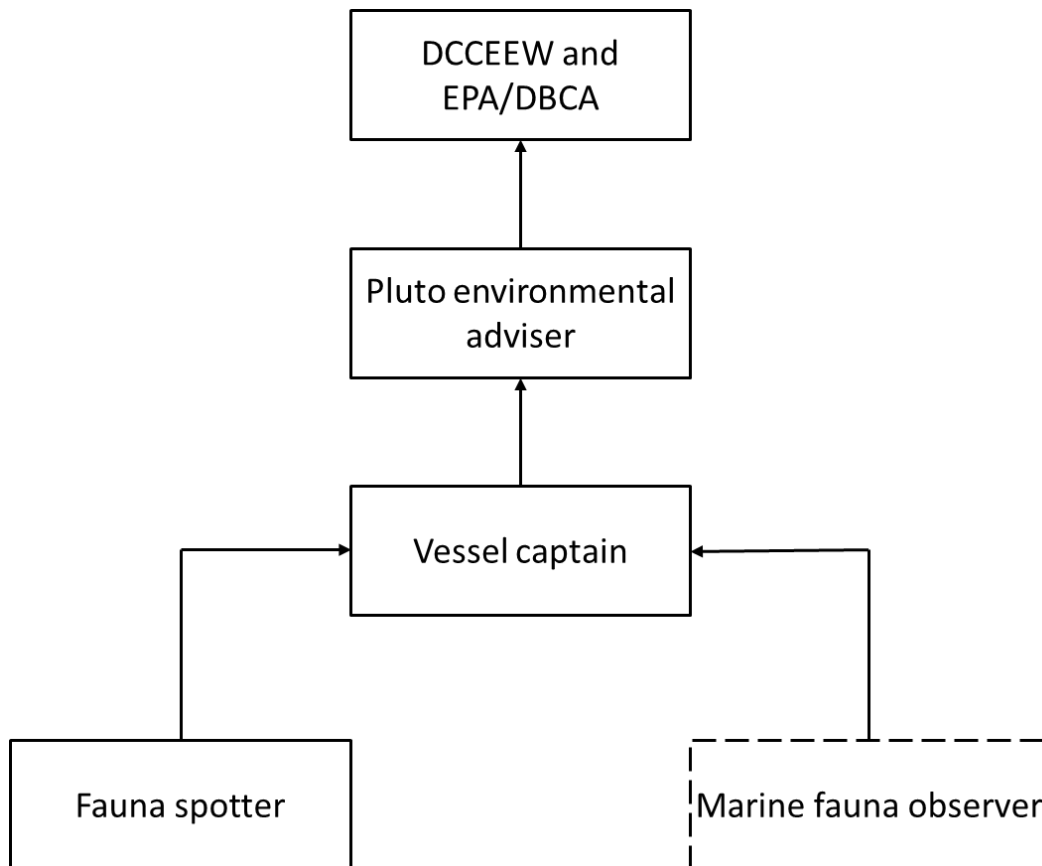 DCCEEW and
EPA/DBCA
Pluto environmental
adviser
Vessel captain
Fauna spotter
Marine fauna observer